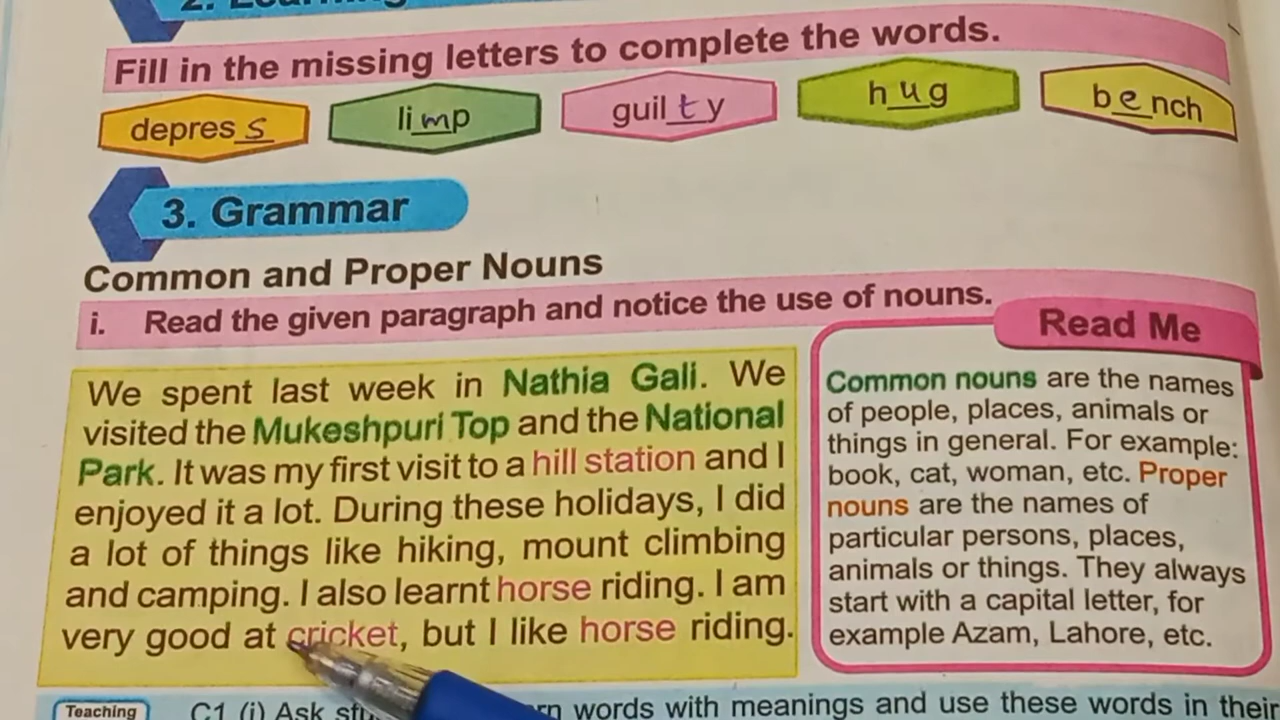 2. Learning
Fill in the missing letters to complete the words.
depress limp guilty hug bench
3. Grammar
Common and Proper Nouns
i. Read the given paragraph and notice the use of nouns.
Read Me
We spent last week in Nathia Gali. We
visited the Mukeshpuri Top and the National
Park. It was my first visit to a hill station and I
enjoyed it a lot. During these holidays, I did
a lot of things like hiking, mount climbing
and camping. I also learnt horse riding. I am
very good at cricket, but I like horse riding.
Common nouns are the names
of people, places, animals or
things in general. For example:
book, cat, woman, etc. Proper
nouns are the names of
particular persons, places,
animals or things. They always
start with a capital letter, for
example Azam, Lahore, etc.
Teaching
C1 (i) Ask words with meanings and use these words in their